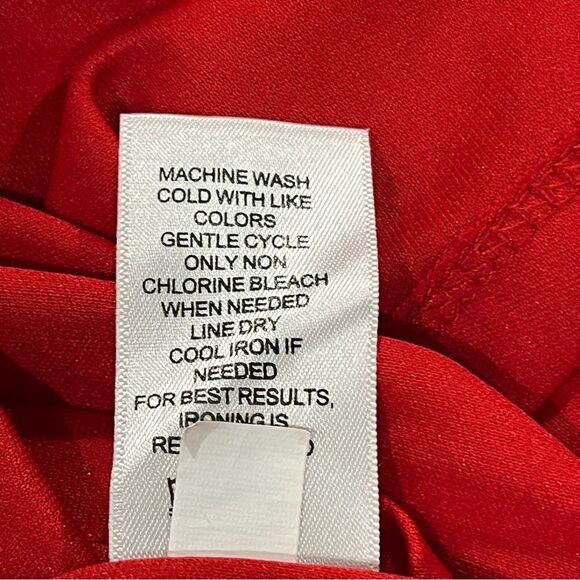 MACHINE WASH
COLD WITH LIKE
COLORS
GENTLE CYCLE
ONLY NON
CHLORINE BLEACH
WHEN NEEDED
LINE DRY
COOL IRON IF
NEEDED
FOR BEST RESULTS,
IRONING IS